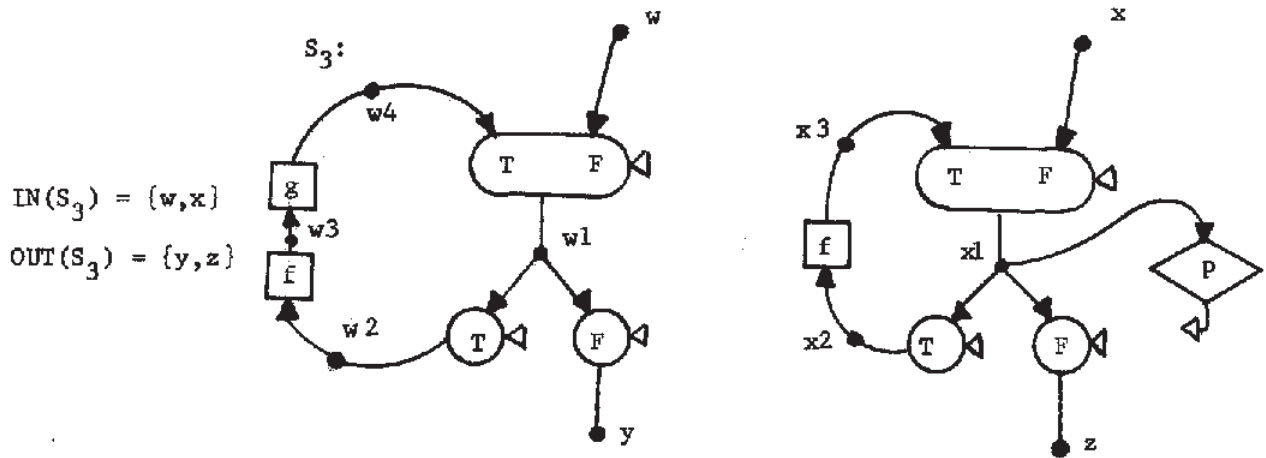 w
x
S3:
w4
x3
T F
T F
g
IN(S3) = {w,x}
w3
OUT(S3) = {y,z}
f
w1
f
x1
p
w2
T
F
x2
T
F
y
z